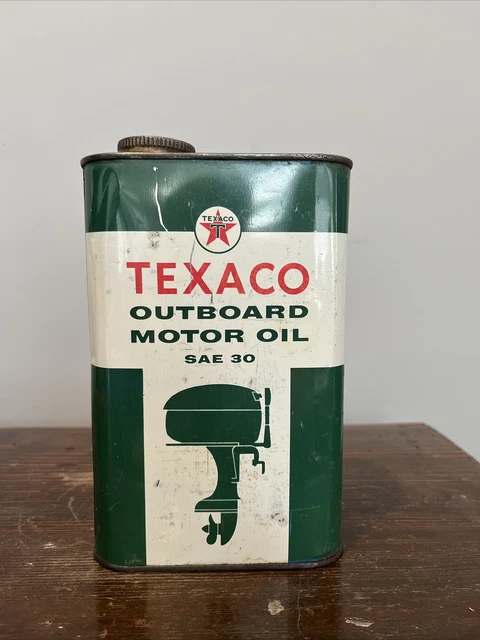 TEXACO
T
TEXACO
OUTBOARD
MOTOR OIL
SAE 30